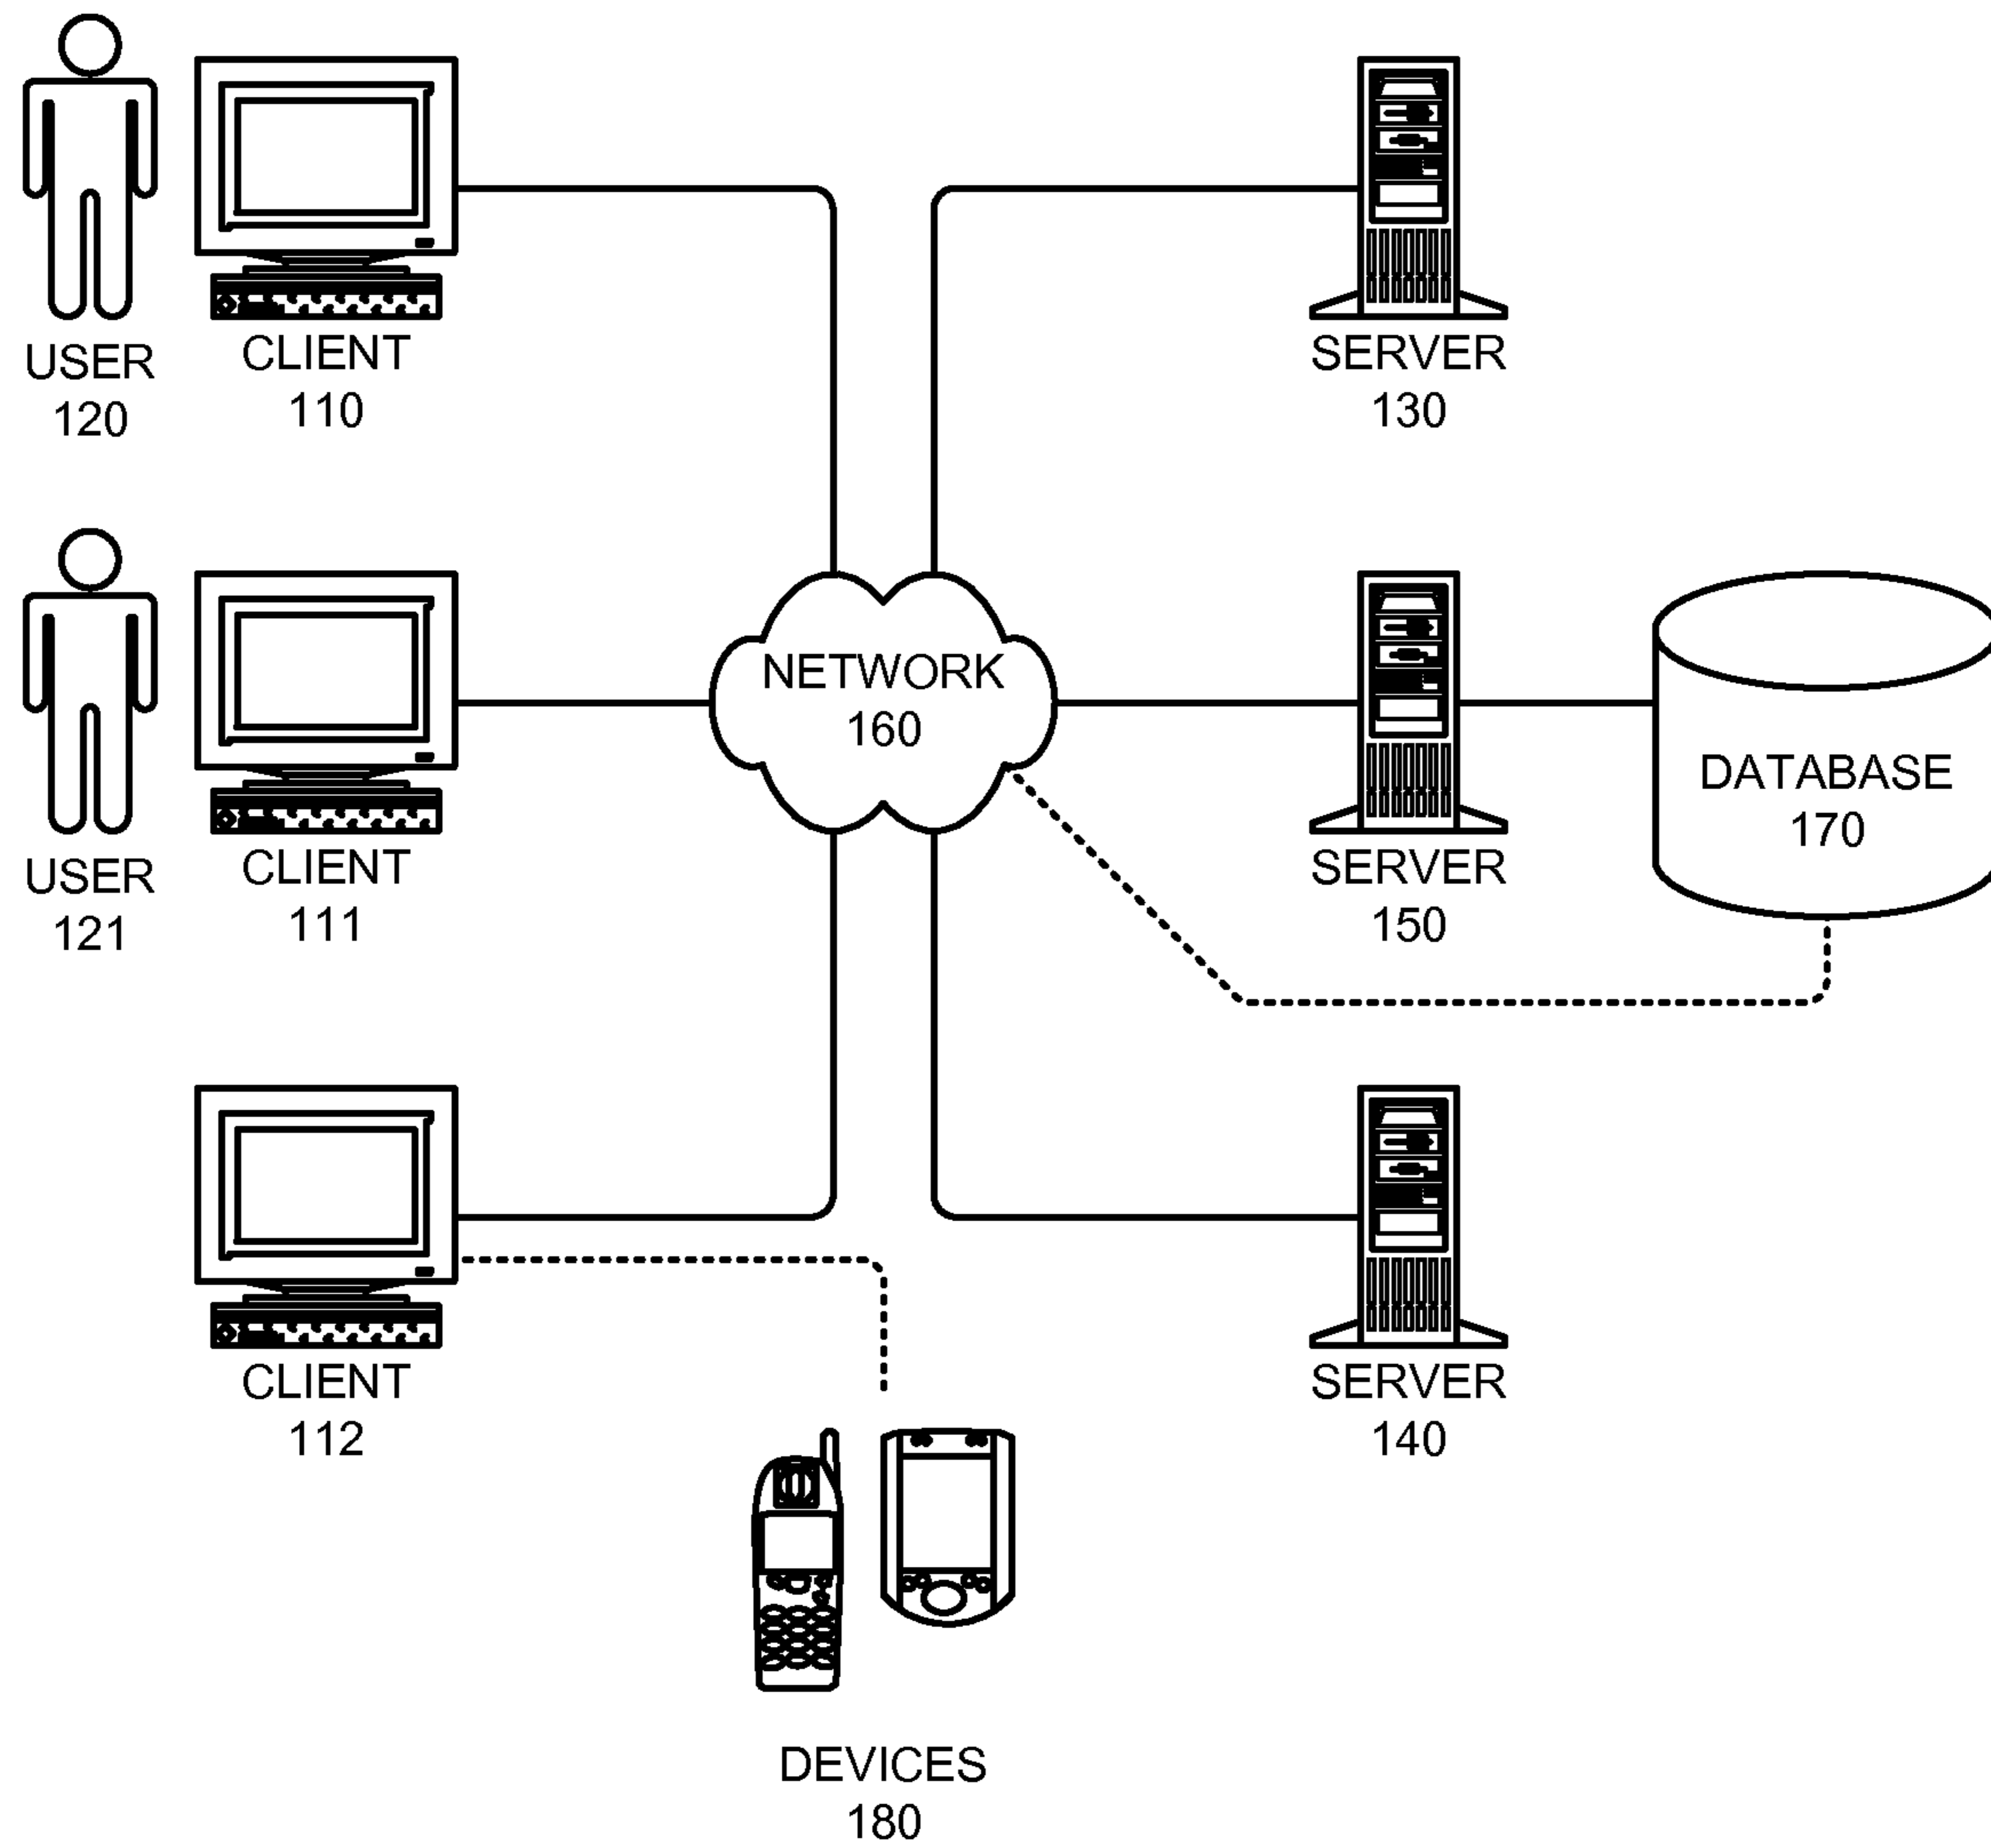 USER
120
CLIENT
110
SERVER
130
NETWORK
160
USER
121
CLIENT
111
SERVER
150
DATABASE
170
CLIENT
112
SERVER
140
DEVICES
180